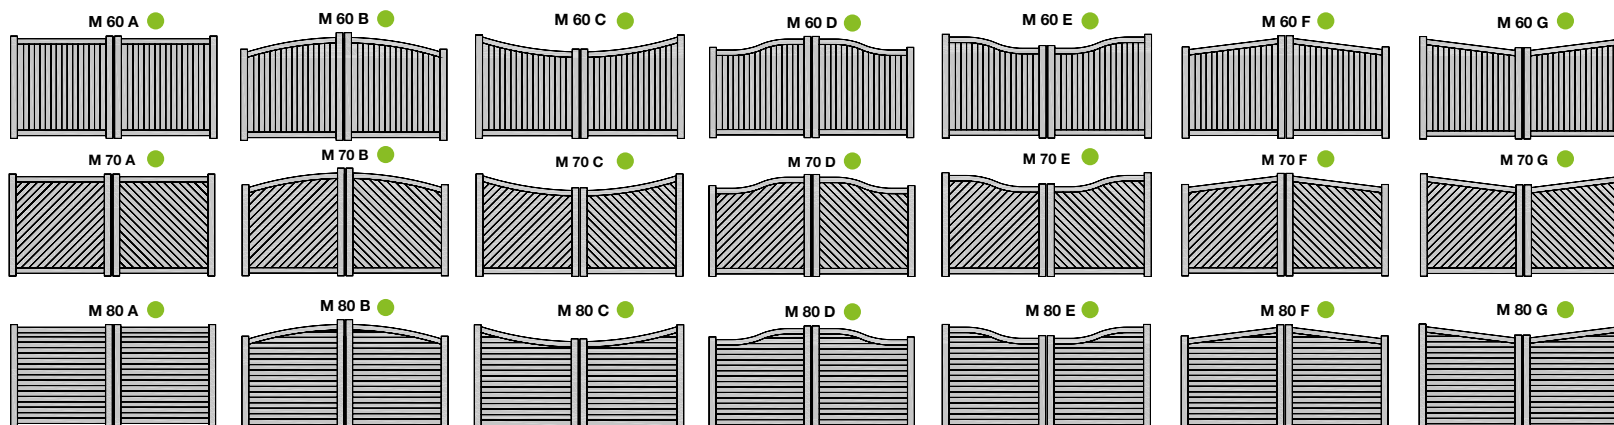 M 60 A M 60 B M 60 C M 60 D M 60 E M 60 F M 60 G
M 70 A M 70 B M 70 C M 70 D M 70 E M 70 F M 70 G
M 80 A M 80 B M 80 C M 80 D M 80 E M 80 F M 80 G